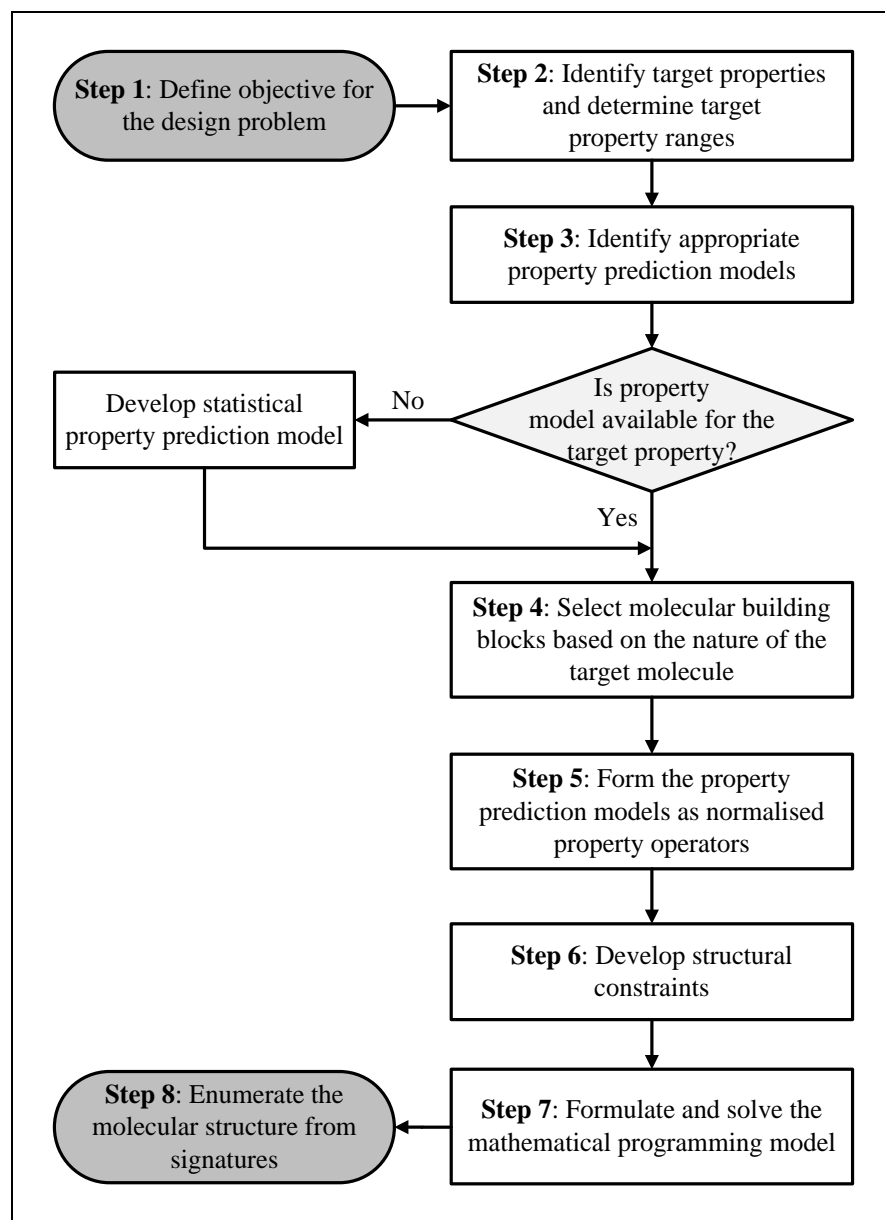 Step 1: Define objective for
the design problem
Step 2: Identify target properties
and determine target
property ranges
Step 3: Identify appropriate
property prediction models
Is property
model available for the
target property?
No
Develop statistical
property prediction model
Yes
Step 4: Select molecular building
blocks based on the nature of the
target molecule
Step 5: Form the property
prediction models as normalised
property operators
Step 6: Develop structural
constraints
Step 7: Formulate and solve the
mathematical programming model
Step 8: Enumerate the
molecular structure from
signatures